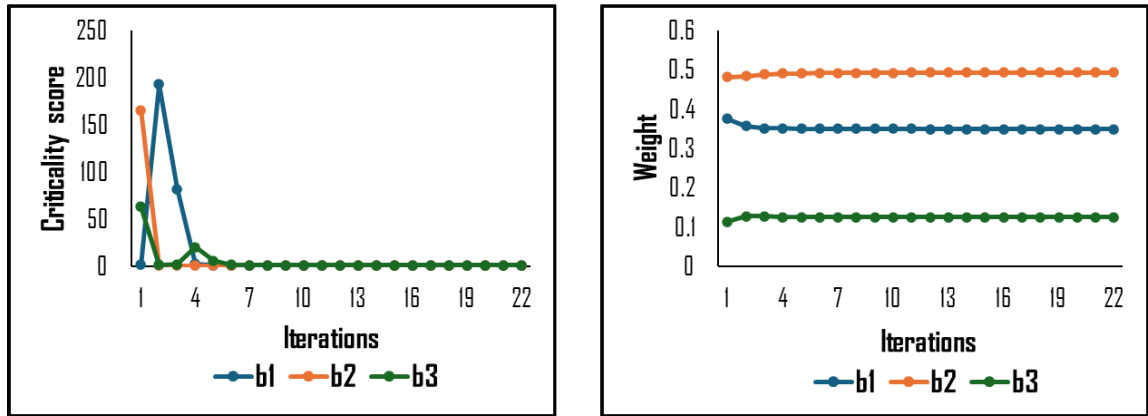 250
200
150
100
50
0
Criticality score
1 4 7 10 13 16 19 22
Iterations
b1 b2 b3
0.6
0.5
0.4
0.3
0.2
0.1
0
Weight
1 4 7 10 13 16 19 22
Iterations
b1 b2 b3